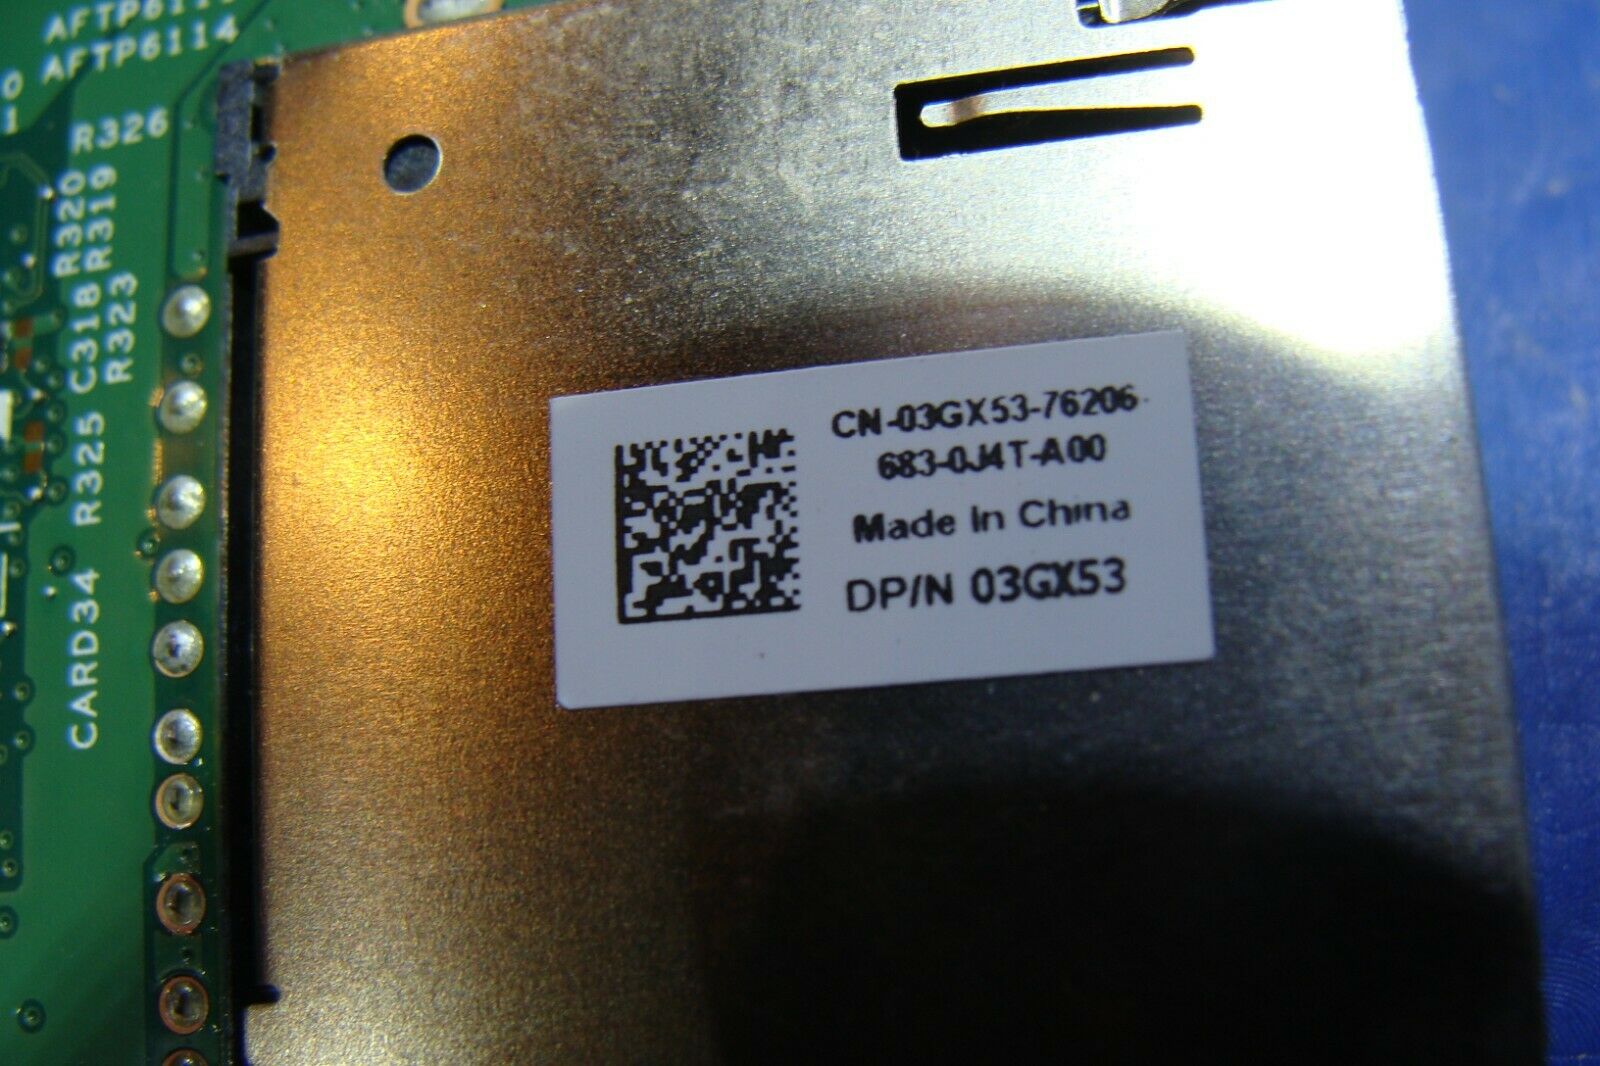 AFTP6114
R326
R320
R319
C318
R323
R325
CARD34
CN-03GX53-76206-
683-0J4T-A00
Made in China
DP/N 03GX53